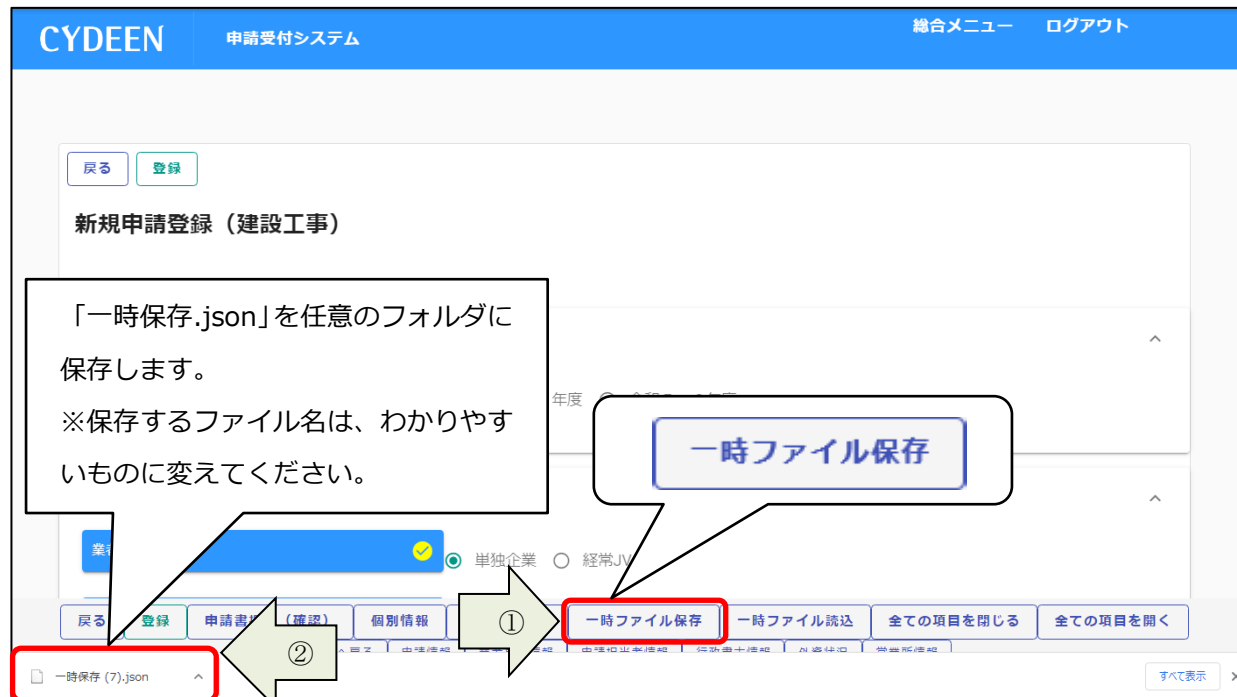 CYDEEN 申請受付システム 総合メニュー ログアウト
戻る 登録
新規申請登録（建設工事）
「一時保存.json」を任意のフォルダに
保存します。
※保存するファイル名は、わかりやす
いものに変えてください。
年度
一時ファイル保存
単独企業 経常JV
①
戻る 登録 （確認） 個別情報 一時ファイル保存 一時ファイル読込 全ての項目を閉じる 全ての項目を開く
②
一時保存 (7).json すべて表示